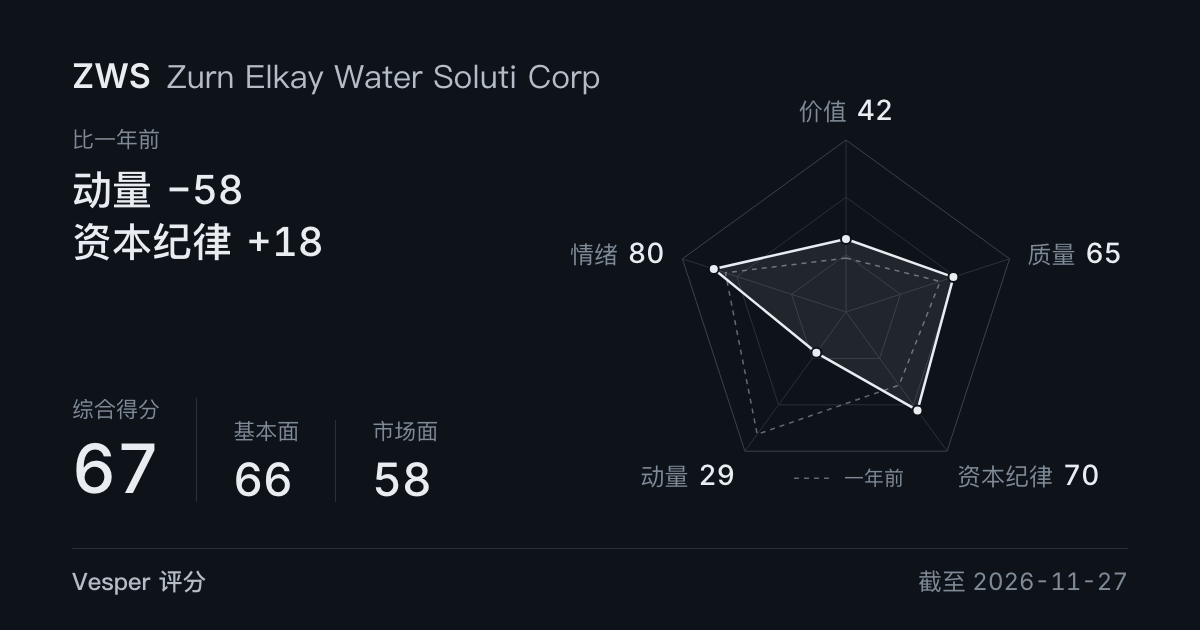 ZWS Zurn Elkay Water Soluti Corp
比一年前
动量 −58
资本纪律 +18
综合得分
67
基本面
66
市场面
58
价值 42
情绪 80
质量 65
动量 29
---- 一年前
资本纪律 70
Vesper 评分
截至 2026-11-27